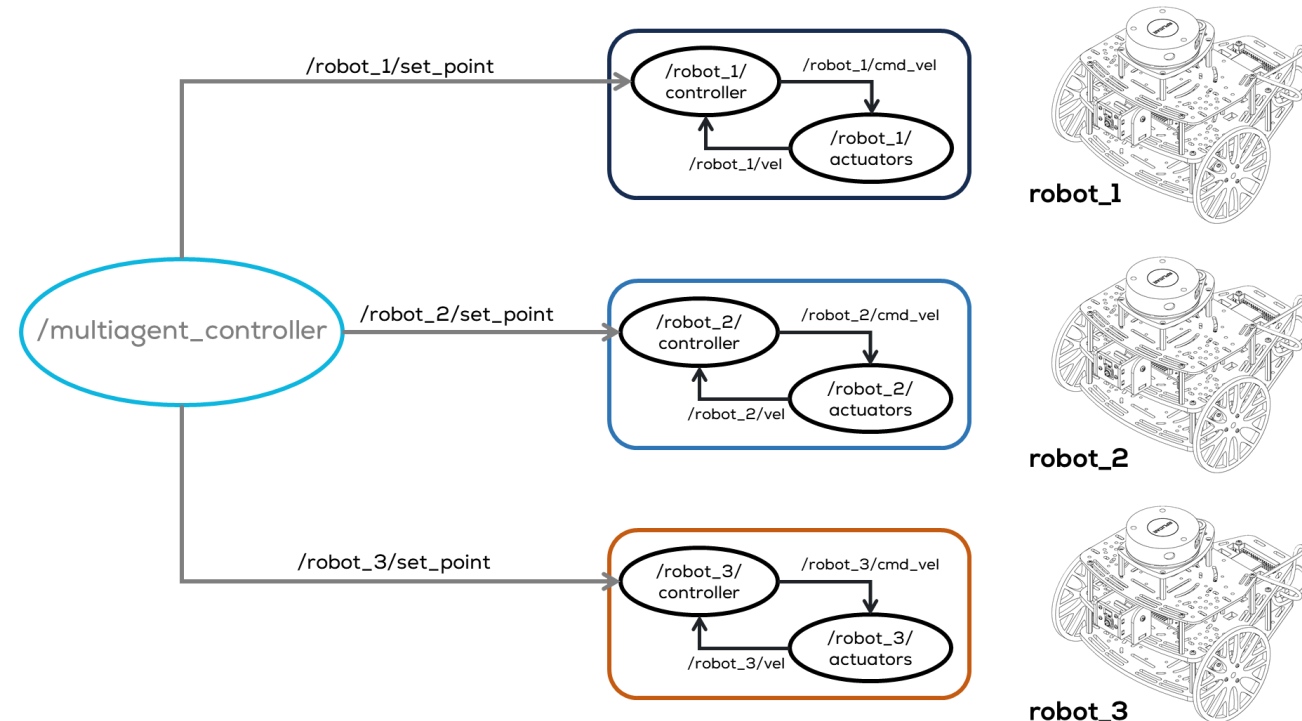 /robot_1/set_point
/robot_1/
controller
/robot_1/cmd_vel
/robot_1/
actuators
/robot_1/vel
robot_1
/multiagent_controller
/robot_2/set_point
/robot_2/
controller
/robot_2/cmd_vel
/robot_2/
actuators
/robot_2/vel
robot_2
/robot_3/set_point
/robot_3/
controller
/robot_3/cmd_vel
/robot_3/
actuators
/robot_3/vel
robot_3